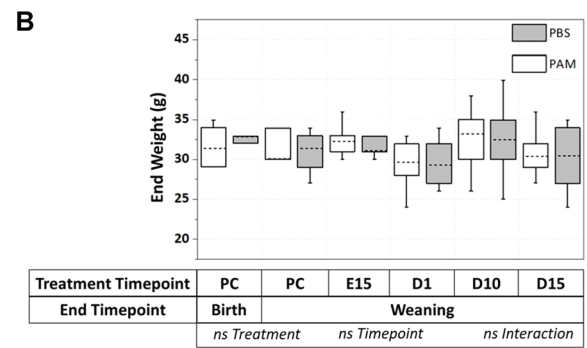 B
PBS
PAM
End Weight (g)
45
40
35
30
25
20
Treatment Timepoint PC PC E15 D1 D10 D15
End Timepoint Birth Weaning
ns Treatment ns Timepoint ns Interaction